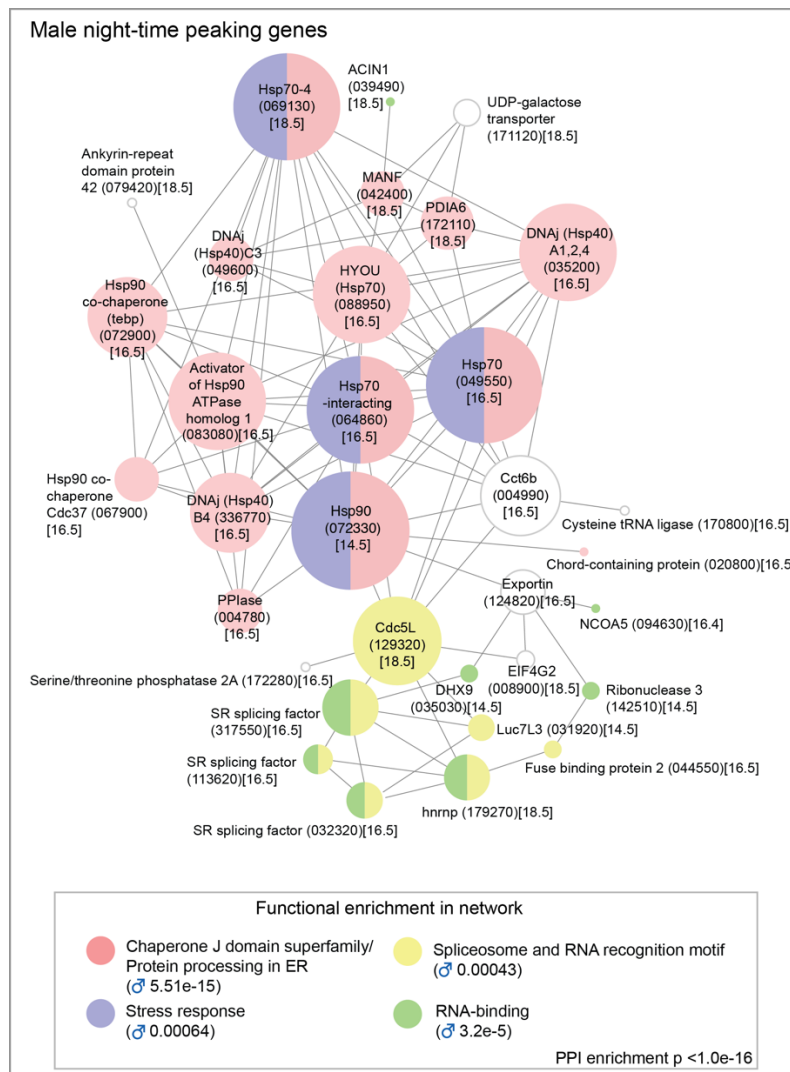 Male night-time peaking genes
Hsp70-4
(069130)
[18.5]
ACIN1
(039490)
[18.5]
UDP-galactose
transporter
(171120)[18.5]
Ankyrin-repeat
domain protein
42 (079420)[18.5]
MANF
(042400)
[18.5]
PDIA6
(172110)
[18.5]
DNAj
(Hsp40)C3
(049600)
[16.5]
DNAj (Hsp40)
A1,2,4
(035200)
[16.5]
HYOU
(Hsp70)
(088950)
[16.5]
Hsp90
co-chaperone
(tebp)
(072900)
[16.5]
Hsp70
(049550)
[16.5]
Activator
of Hsp90
ATPase
homolog 1
(083080)[16.5]
Hsp70
-interacting
(064860)
[16.5]
Hsp90 co-
chaperone
Cdc37 (067900)
[16.5]
DNAj (Hsp40)
B4 (336770)
[16.5]
Cct6b
(004990)
[16.5]
Hsp90
(072330)
[14.5]
Cysteine tRNA ligase (170800)[16.5]
Chord-containing protein (020800)[16.5]
PPIase
(004780)
[16.5]
Exportin
(124820)[16.5]
NCOA5 (094630)[16.4]
Cdc5L
(129320)
[18.5]
Serine/threonine phosphatase 2A (172280)[16.5]
EIF4G2
(008900)[18.5]
DHX9
(035030)[14.5]
Ribonuclease 3
(142510)[14.5]
SR splicing factor
(317550)[16.5]
Luc7L3 (031920)[14.5]
SR splicing factor
(113620)[16.5]
Fuse binding protein 2 (044550)[16.5]
hnrnp (179270)[18.5]
SR splicing factor (032320)[16.5]
Functional enrichment in network
Chaperone J domain superfamily/
Protein processing in ER
(♂ 5.51e-15)
Spliceosome and RNA recognition motif
(♂ 0.00043)
Stress response
(♂ 0.00064)
RNA-binding
(♂ 3.2e-5)
PPI enrichment p <1.0e-16